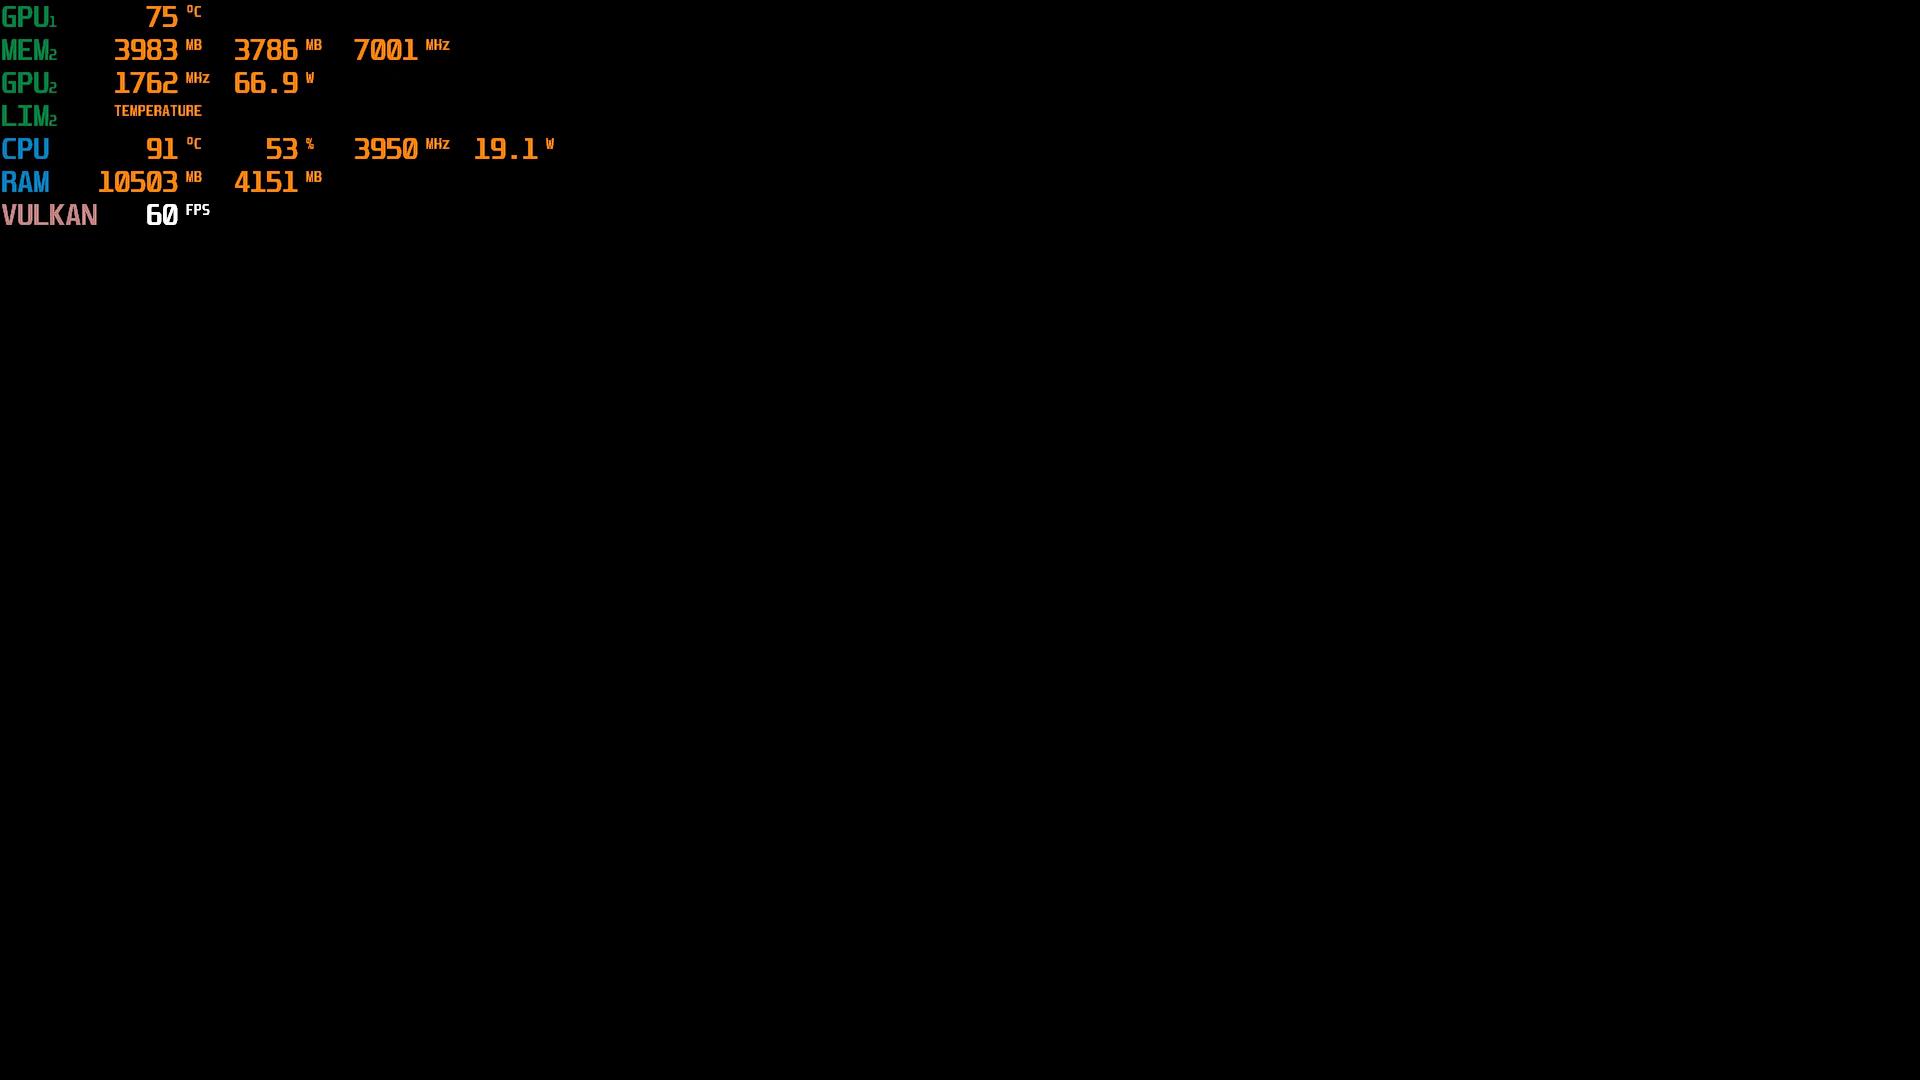 GPU1 75 °C
MEM2 3983 MB 3786 MB 7001 MHz
GPU2 1762 MHz 66.9 W
LIM2 TEMPERATURE
CPU 91 °C 53 % 3950 MHz 19.1 W
RAM 10503 MB 4151 MB
VULKAN 60 FPS